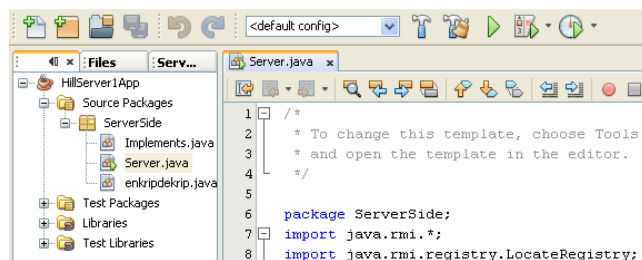 <default config>
Files
Serv...
Server.java x
HillServer1App
Source Packages
ServerSide
Implements.java
Server.java
enkripdekrip.java
Test Packages
Libraries
Test Libraries
1 /*
2 * To change this template, choose Tools
3 * and open the template in the editor.
4 */
5
6 package ServerSide;
7 import java.rmi.*;
8 import java.rmi.registry.LocateRegistry;